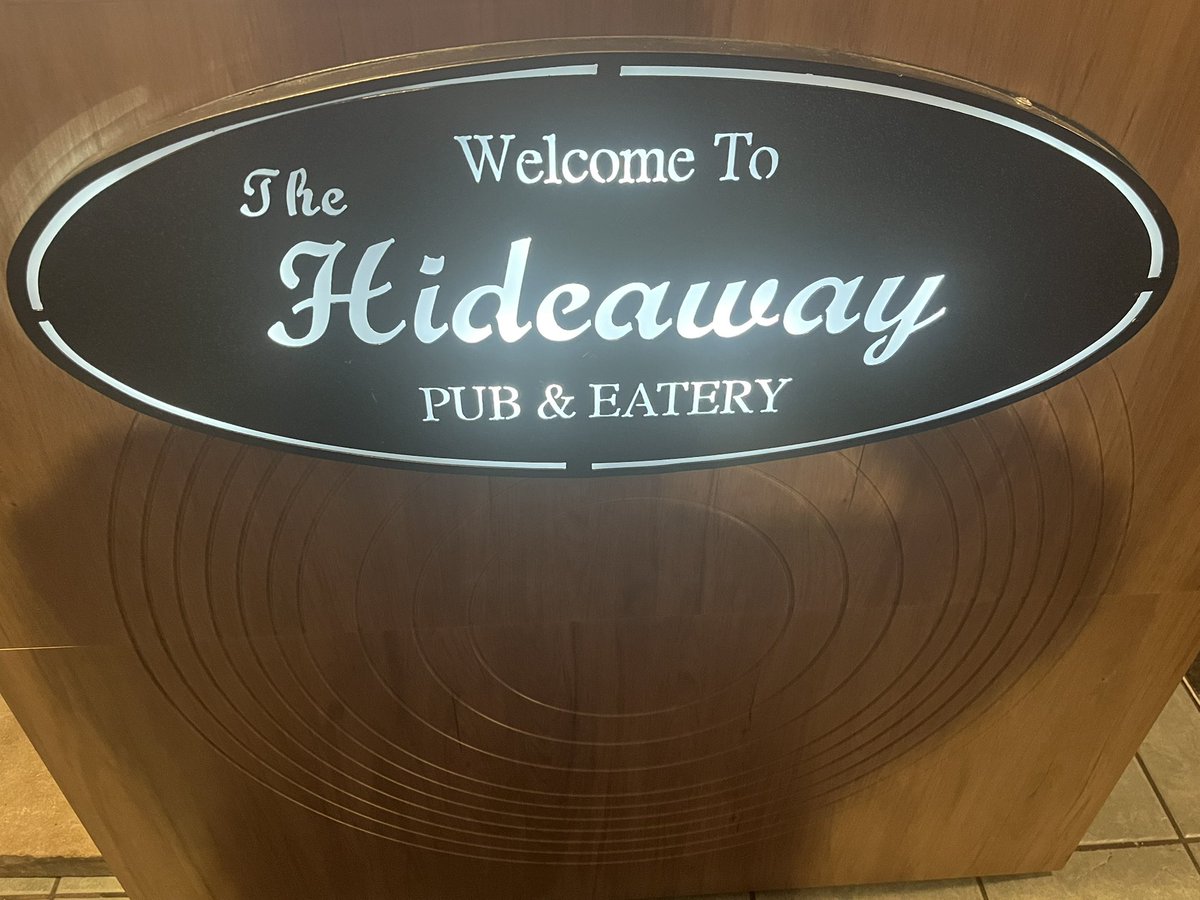 Welcome To
The
Hideaway
PUB & EATERY